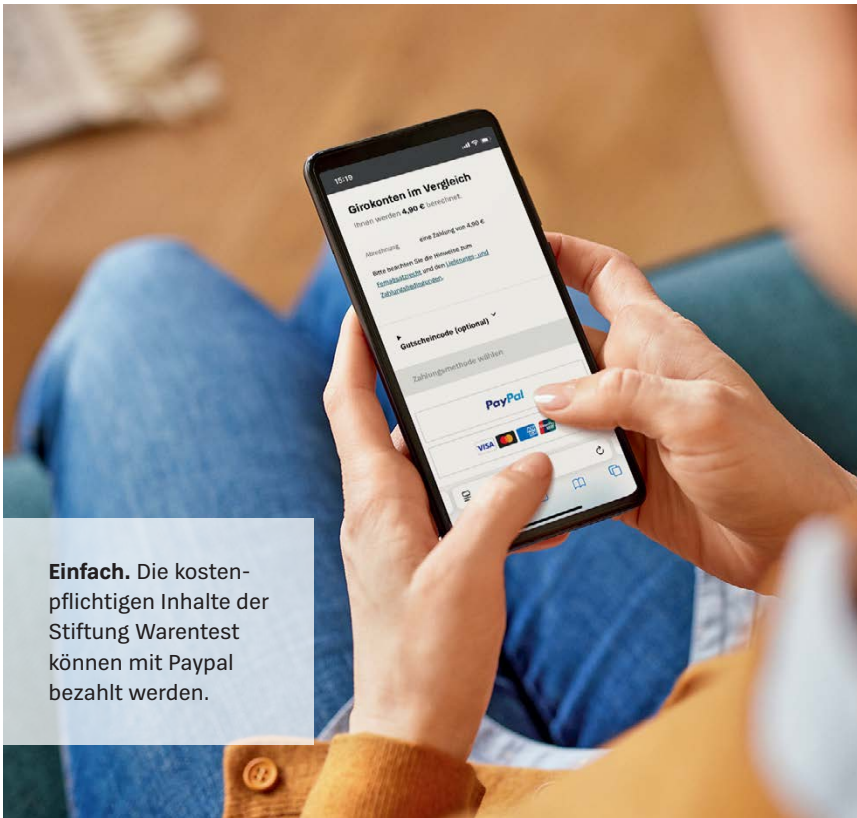 15:19
Girokonten im Vergleich
Ihnen werden 4,90 € berechnet.
Abrechnung eine Zahlung von 4,90 €
Bitte beachten Sie die Hinweise zum
Fernabsatzrecht und den Lieferungs- und
Zahlungsbedingungen.
Gutscheincode (optional)
Zahlungsmethode wählen
PayPal
VISA
Einfach. Die kosten-
pflichtigen Inhalte der
Stiftung Warentest
können mit Paypal
bezahlt werden.